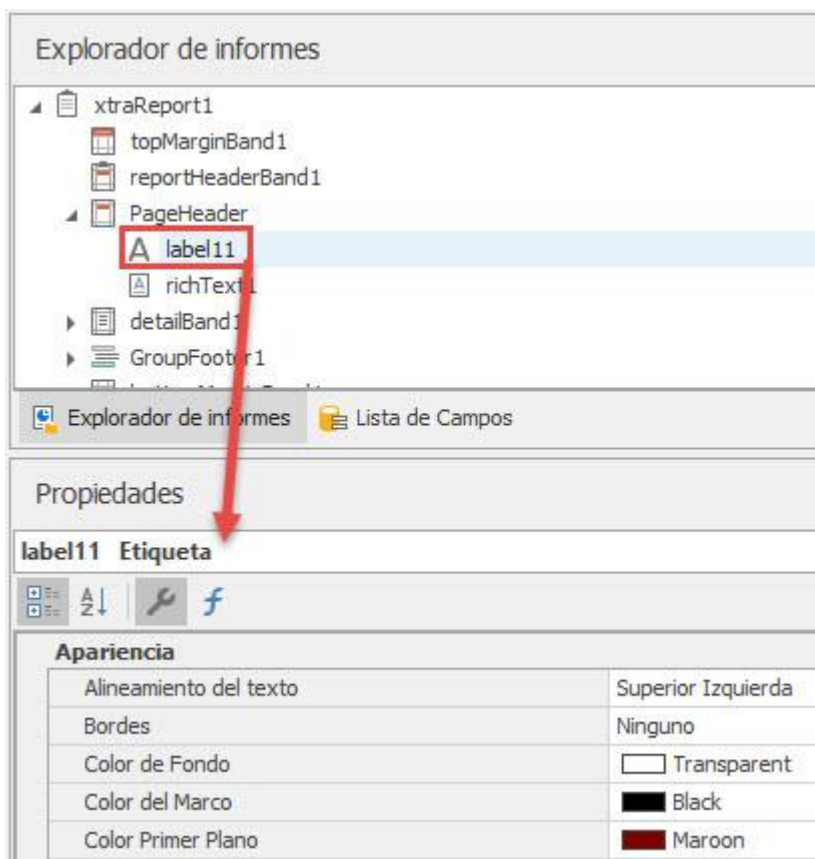 Explorador de informes
xtraReport1
topMarginBand1
reportHeaderBand1
PageHeader
label11
richText1
detailBand1
GroupFooter1
Explorador de informes Lista de Campos
Propiedades
label11 Etiqueta
Apariencia
Alineamiento del texto Superior Izquierda
Bordes Ninguno
Color de Fondo Transparent
Color del Marco Black
Color Primer Plano Maroon